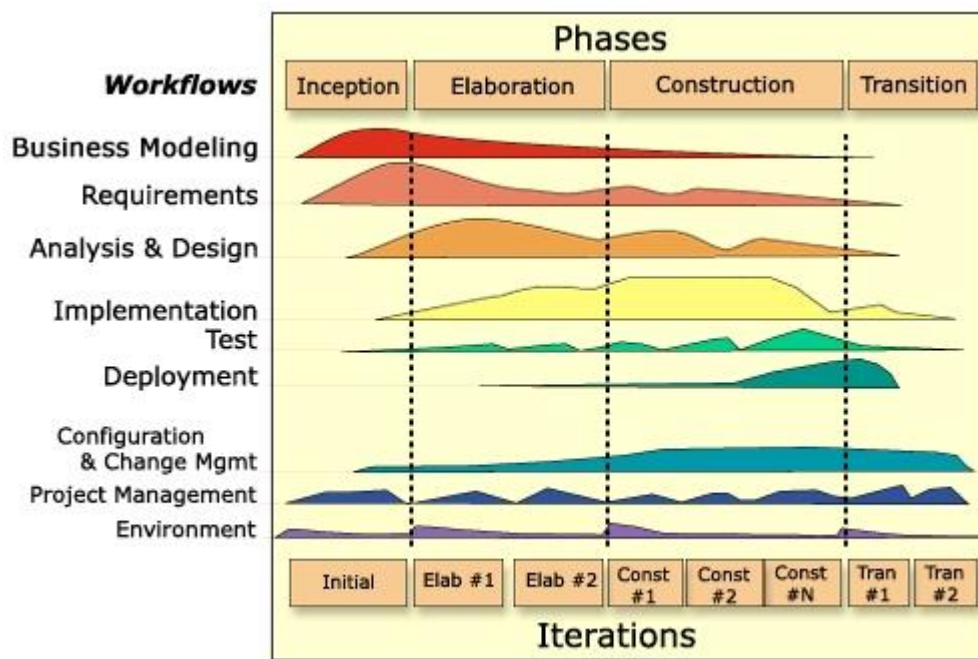 Phases
Workflows
Inception
Elaboration
Construction
Transition
Business Modeling
Requirements
Analysis & Design
Implementation
Test
Deployment
Configuration
& Change Mgmt
Project Management
Environment
Initial
Elab #1
Elab #2
Const
#1
Const
#2
Const
#N
Tran
#1
Tran
#2
Iterations